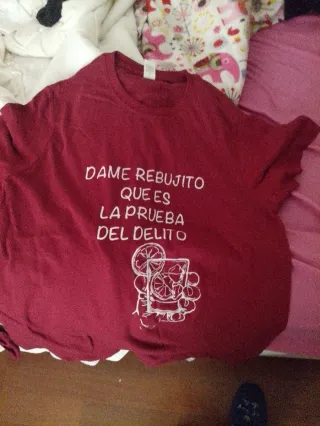 DAME REBUJITO
QUE ES
LA PRUEBA
DEL DELITO